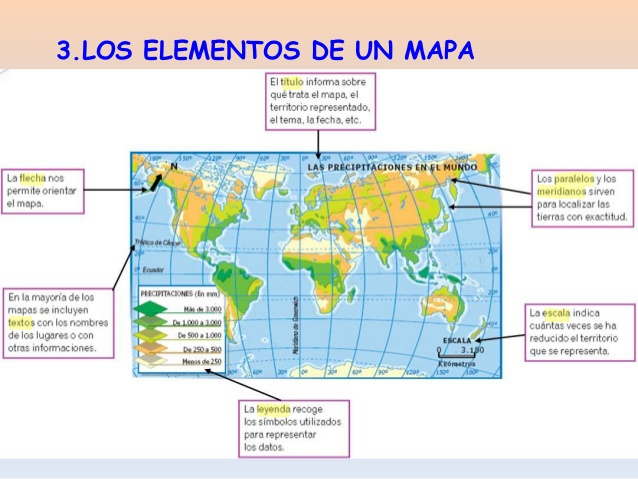 3.LOS ELEMENTOS DE UN MAPA
El título informa sobre
qué trata el mapa, el
territorio representado,
el tema, la fecha, etc.
La flecha nos
permite orientar
el mapa.
Los paralelos y los
meridianos sirven
para localizar las
tierras con exactitud.
En la mayoría de los
mapas se incluyen
textos con los nombres
de los lugares o con
otras informaciones.
N
LAS PRECIPITACIONES EN EL MUNDO
Trópico de Cáncer
Ecuador
Meridiano de Greenwich
PRECIPITACIONES (En mm)
Más de 3.000
De 1.000 a 3.000
De 500 a 1.000
De 250 a 500
Menos de 250
ESCALA
0 3.180
Kilómetros
La escala indica
cuántas veces se ha
reducido el territorio
que se representa.
La leyenda recoge
los símbolos utilizados
para representar
los datos.